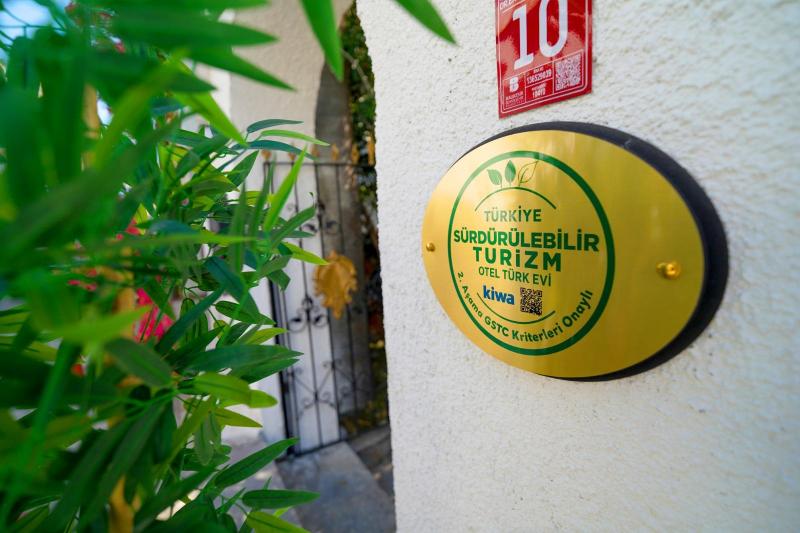 10
TÜRKİYE
SÜRDÜRÜLEBİLİR
TURİZM
OTEL TÜRK EVİ
kiwa
2. Aşama GSTC Kriterleri Onaylı